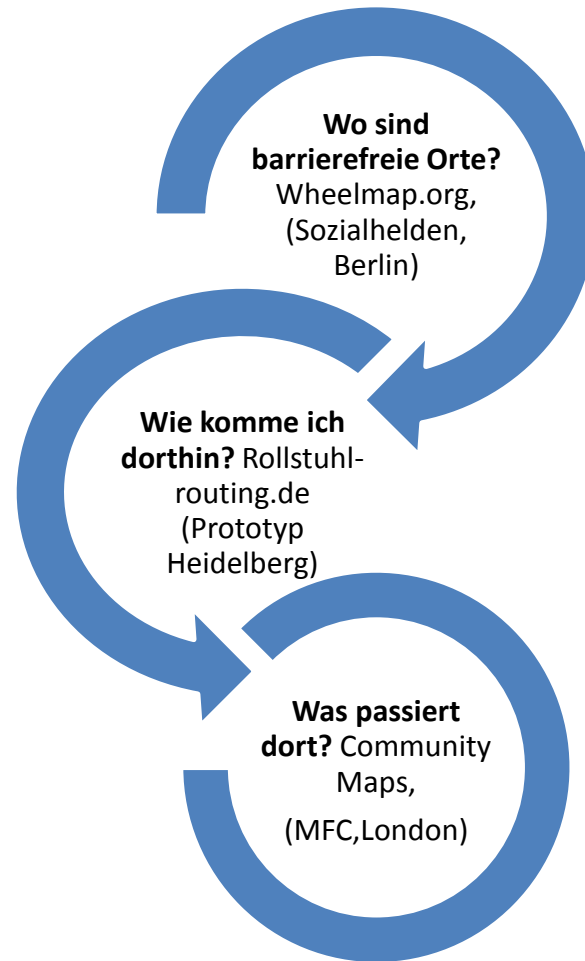 Wo sind
barrierefreie Orte?
Wheelmap.org,
(Sozialhelden,
Berlin)
Wie komme ich
dorthin? Rollstuhl-
routing.de
(Prototyp
Heidelberg)
Was passiert
dort? Community
Maps,
(MFC,London)